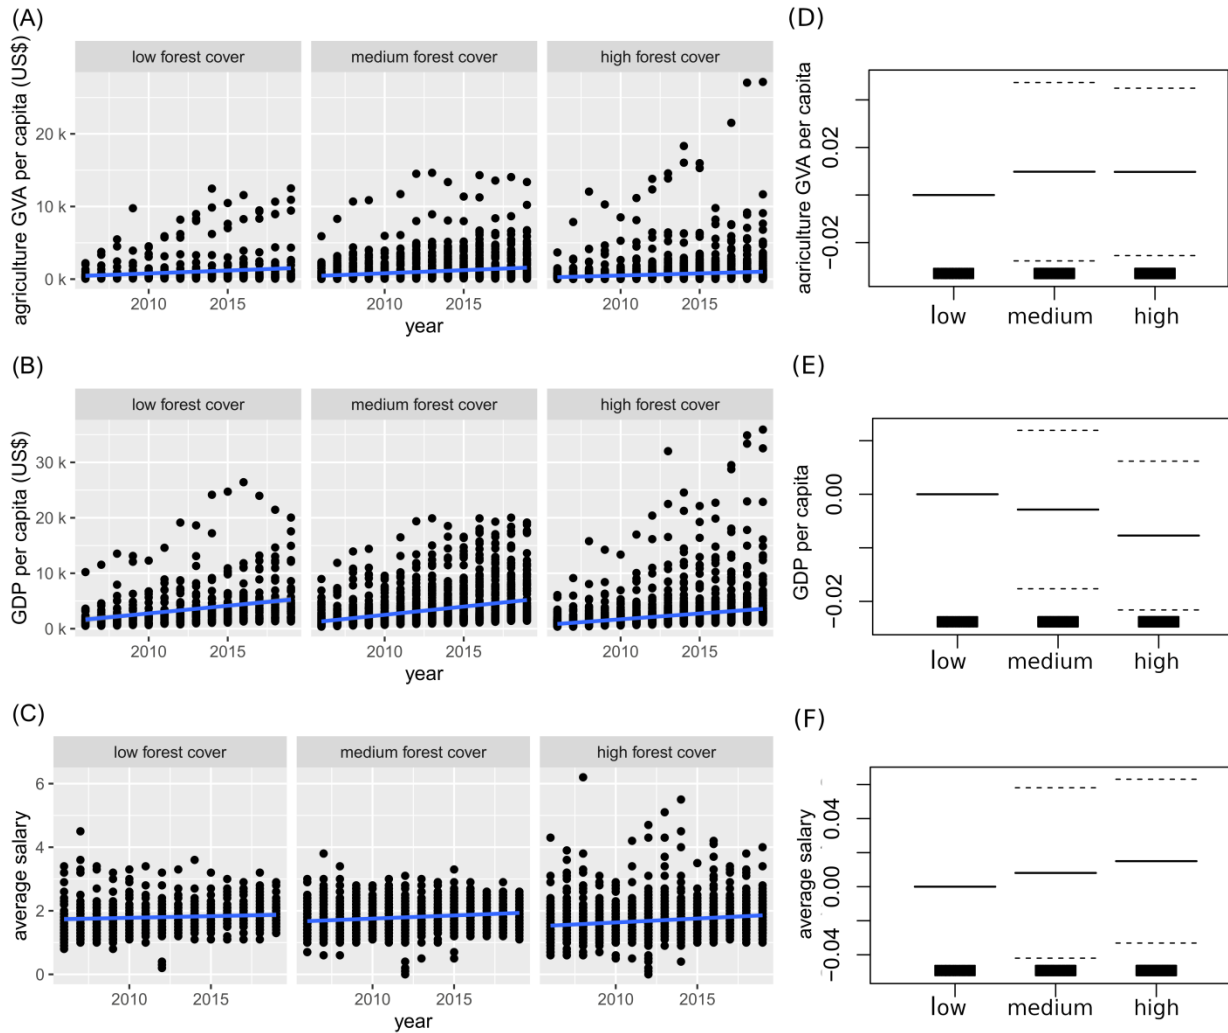 (A)
low forest cover medium forest cover high forest cover
agriculture GVA per capita (US$)
20 k
10 k
0 k
2010 2015 2010 2015 2010 2015
year
(D)
agriculture GVA per capita
0.02
−0.02
low medium high
(B)
low forest cover medium forest cover high forest cover
GDP per capita (US$)
30 k
20 k
10 k
0 k
2010 2015 2010 2015 2010 2015
year
(E)
GDP per capita
0.00
−0.02
low medium high
(C)
low forest cover medium forest cover high forest cover
average salary
6
4
2
0
2010 2015 2010 2015 2010 2015
year
(F)
average salary
0.04
0.00
−0.04
low medium high